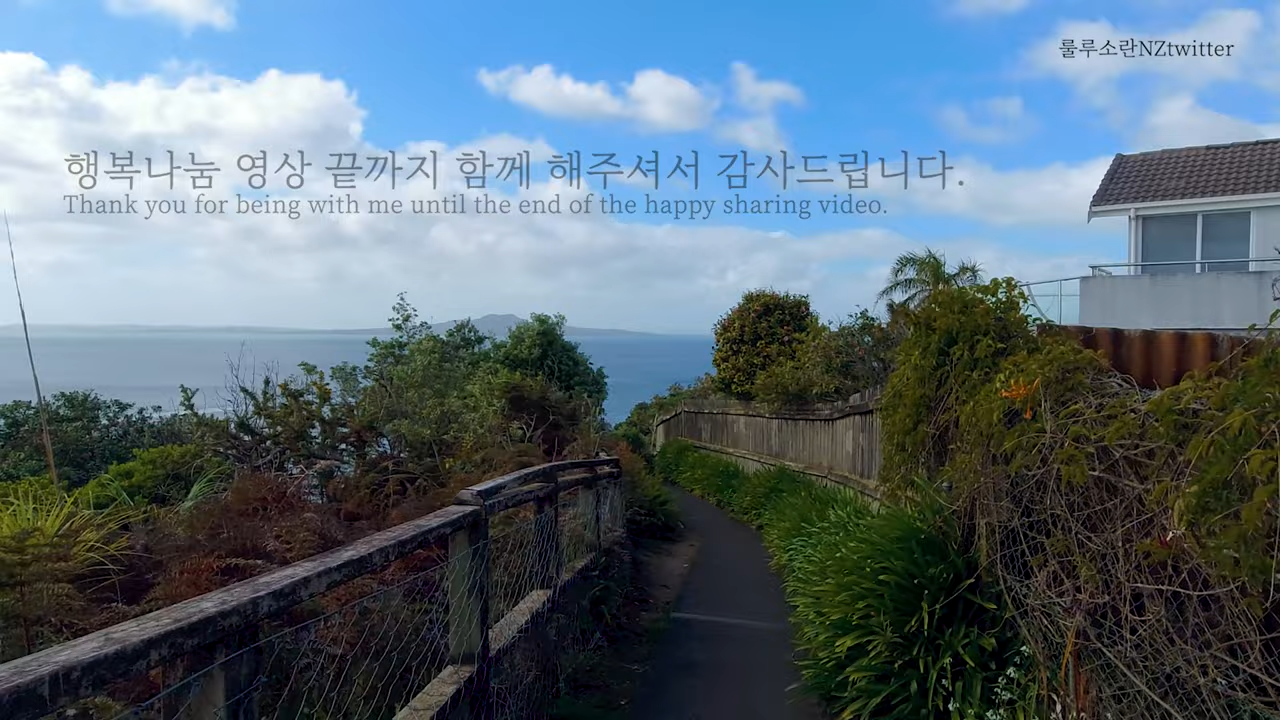 룰루소란NZtwitter
행복나눔 영상 끝까지 함께 해주셔서 감사드립니다.
Thank you for being with me until the end of the happy sharing video.